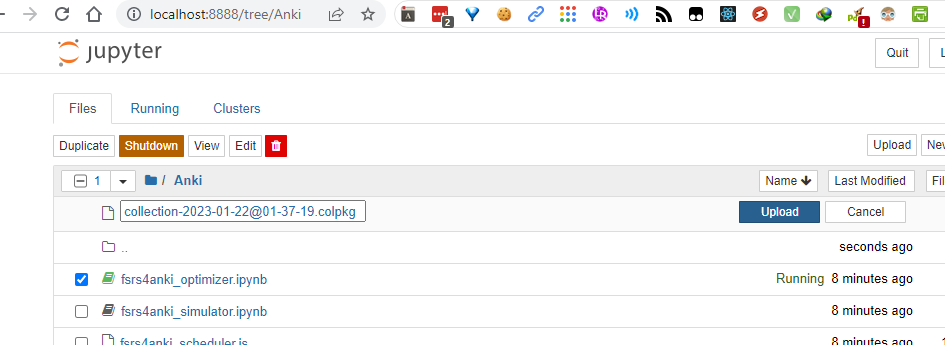 localhost:8888/tree/Anki
2
LR
jupyter
Quit
Files Running Clusters
Duplicate Shutdown View Edit Upload
1 / Anki Name Last Modified
collection-2023-01-22@01-37-19.colpkg Upload Cancel
.. seconds ago
fsrs4anki_optimizer.ipynb Running 8 minutes ago
fsrs4anki_simulator.ipynb 8 minutes ago
fsrs4anki_scheduler.js 8 minutes ago